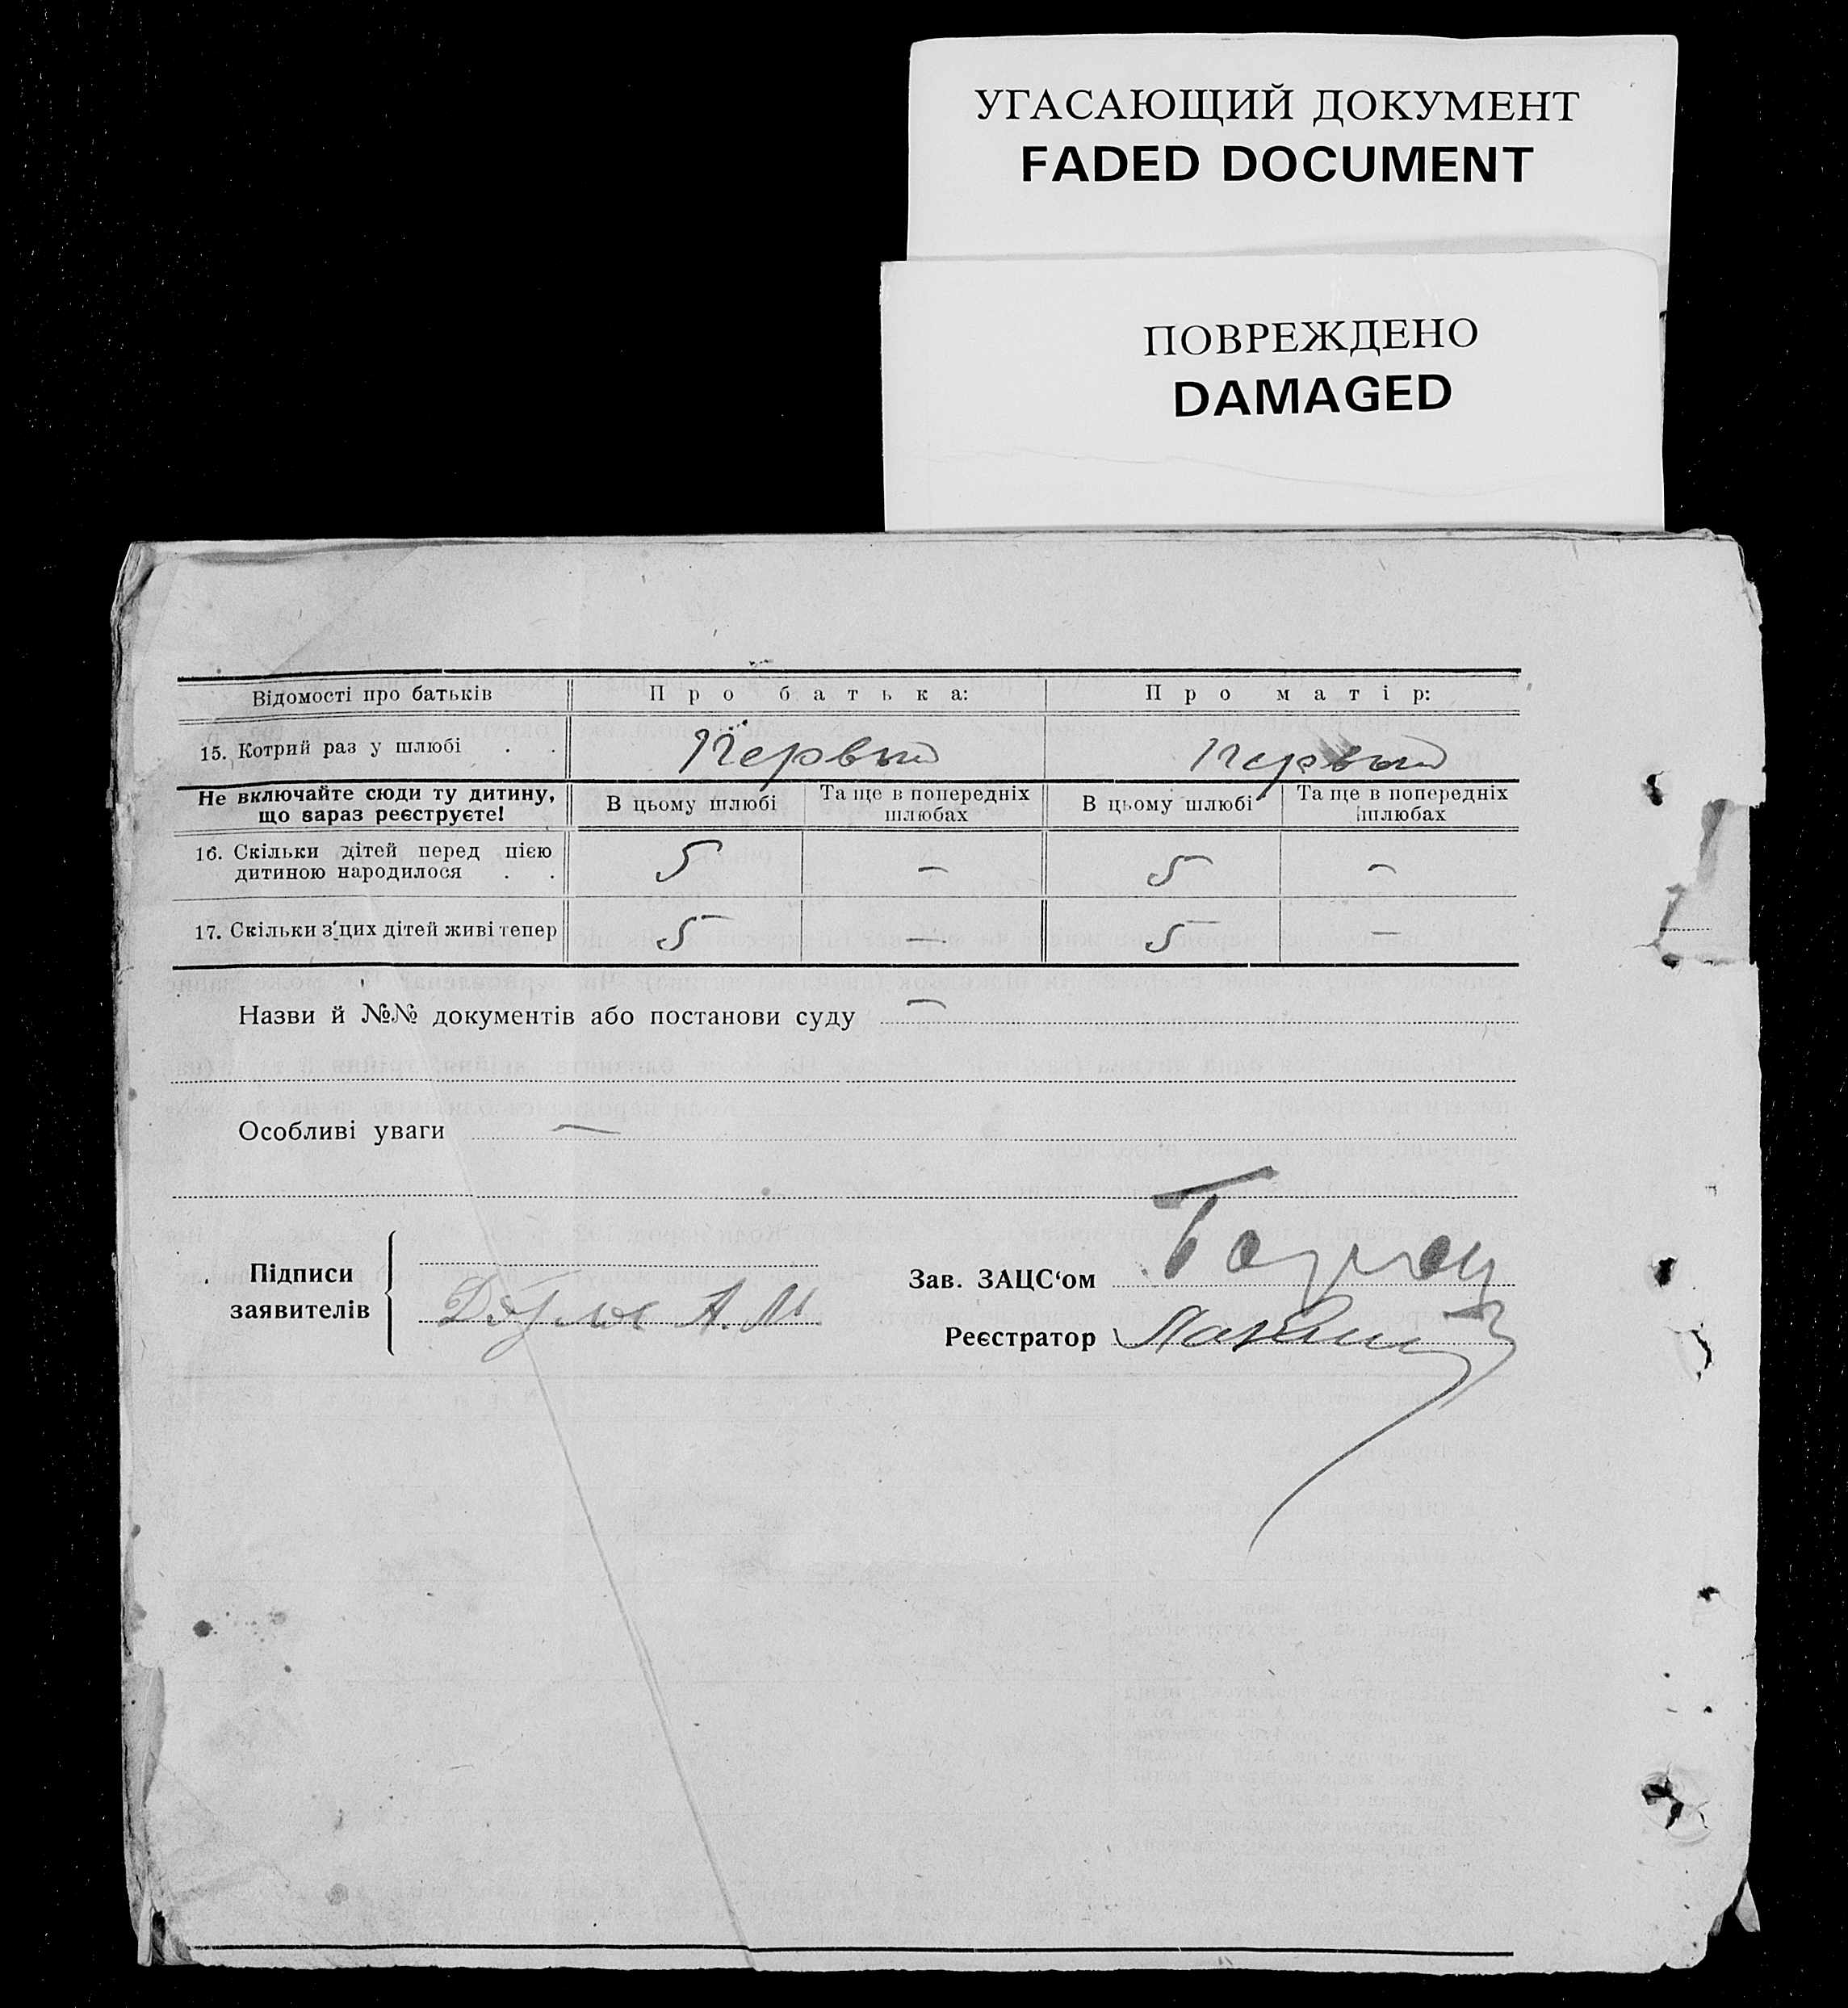 УГАСАЮЩИЙ ДОКУМЕНТ
FADED DOCUMENT
ПОВРЕЖДЕНО
DAMAGED
Відомості про батьків Про батька: Про матір:
15. Котрий раз у шлюбі . . Первый Первый
Не включайте сюди ту дитину, що зараз реєструєте! В цьому шлюбі Та ще в попередніх шлюбах В цьому шлюбі Та ще в попередніх шлюбах
16. Скільки дітей перед цією дитиною народилося . . 5 — 5 —
17. Скільки з'цих дітей живі тепер 5 — 5 —
Назви й №№ документів або постанови суду —
Особливі уваги —
Підписи заявителів
А. М.
Зав. ЗАЦС‘ом
Реєстратор